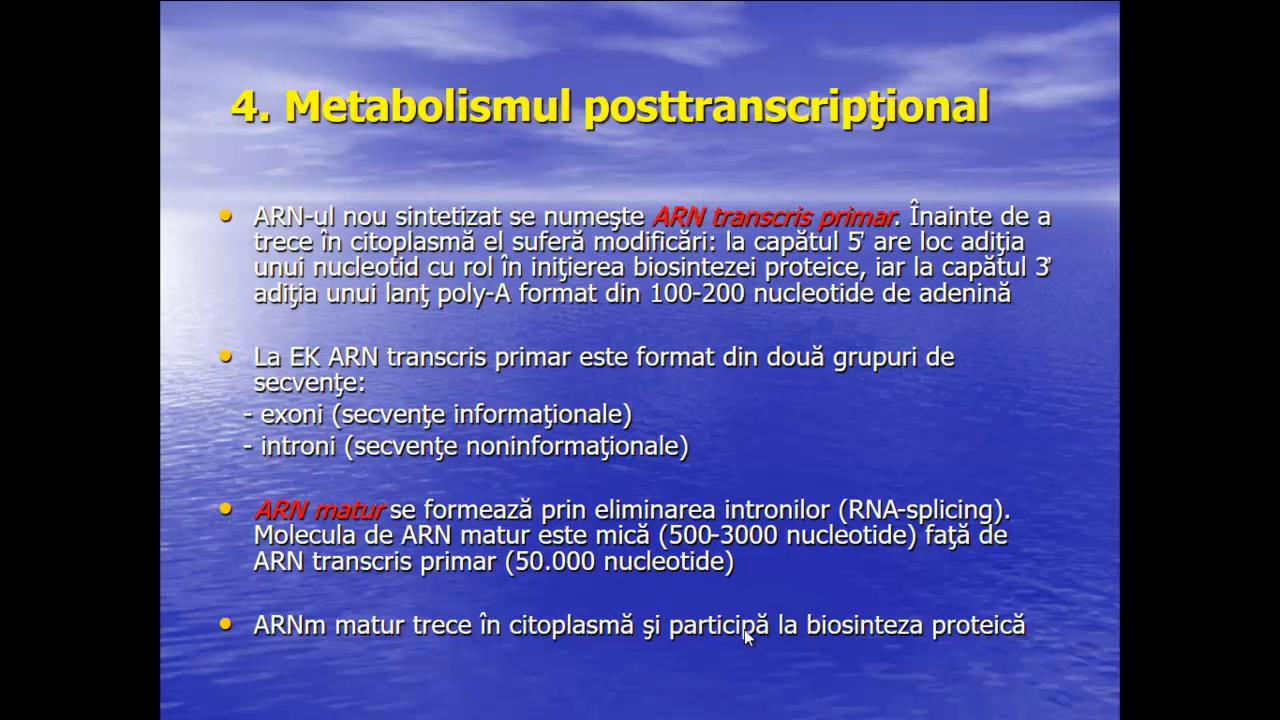 4. Metabolismul posttranscripţional
• ARN-ul nou sintetizat se numeşte ARN transcris primar. Înainte de a
trece în citoplasmă el suferă modificări: la capătul 5' are loc adiţia
unui nucleotid cu rol în iniţierea biosintezei proteice, iar la capătul 3'
adiţia unui lanţ poly-A format din 100-200 nucleotide de adenină
• La EK ARN transcris primar este format din două grupuri de
secvenţe:
- exoni (secvenţe informaţionale)
- introni (secvenţe noninformaţionale)
• ARN matur se formează prin eliminarea intronilor (RNA-splicing).
Molecula de ARN matur este mică (500-3000 nucleotide) faţă de
ARN transcris primar (50.000 nucleotide)
• ARNm matur trece în citoplasmă şi participă la biosinteza proteică